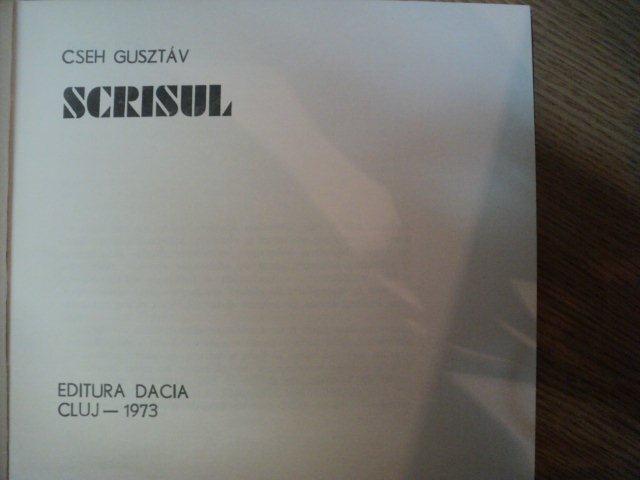 CSEH GUSZTÁV
SCRISUL
EDITURA DACIA
CLUJ — 1973